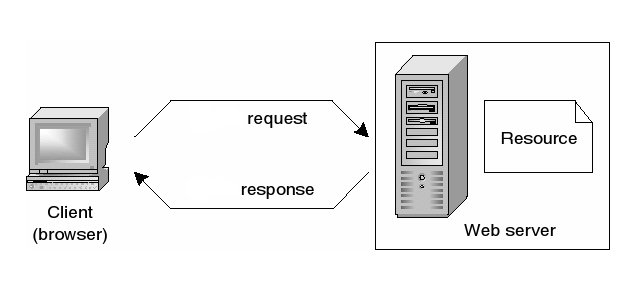 request
Resource
response
Client
(browser)
Web server